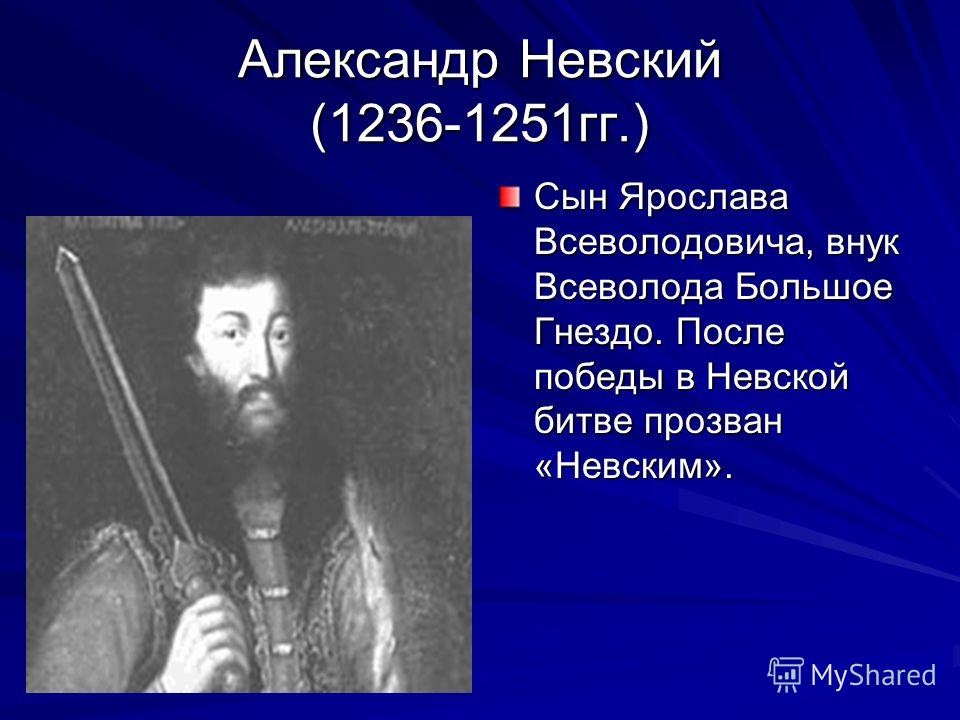 Александр Невский
(1236-1251гг.)
Сын Ярослава
Всеволодовича, внук
Всеволода Большое
Гнездо. После
победы в Невской
битве прозван
«Невским».
MyShared